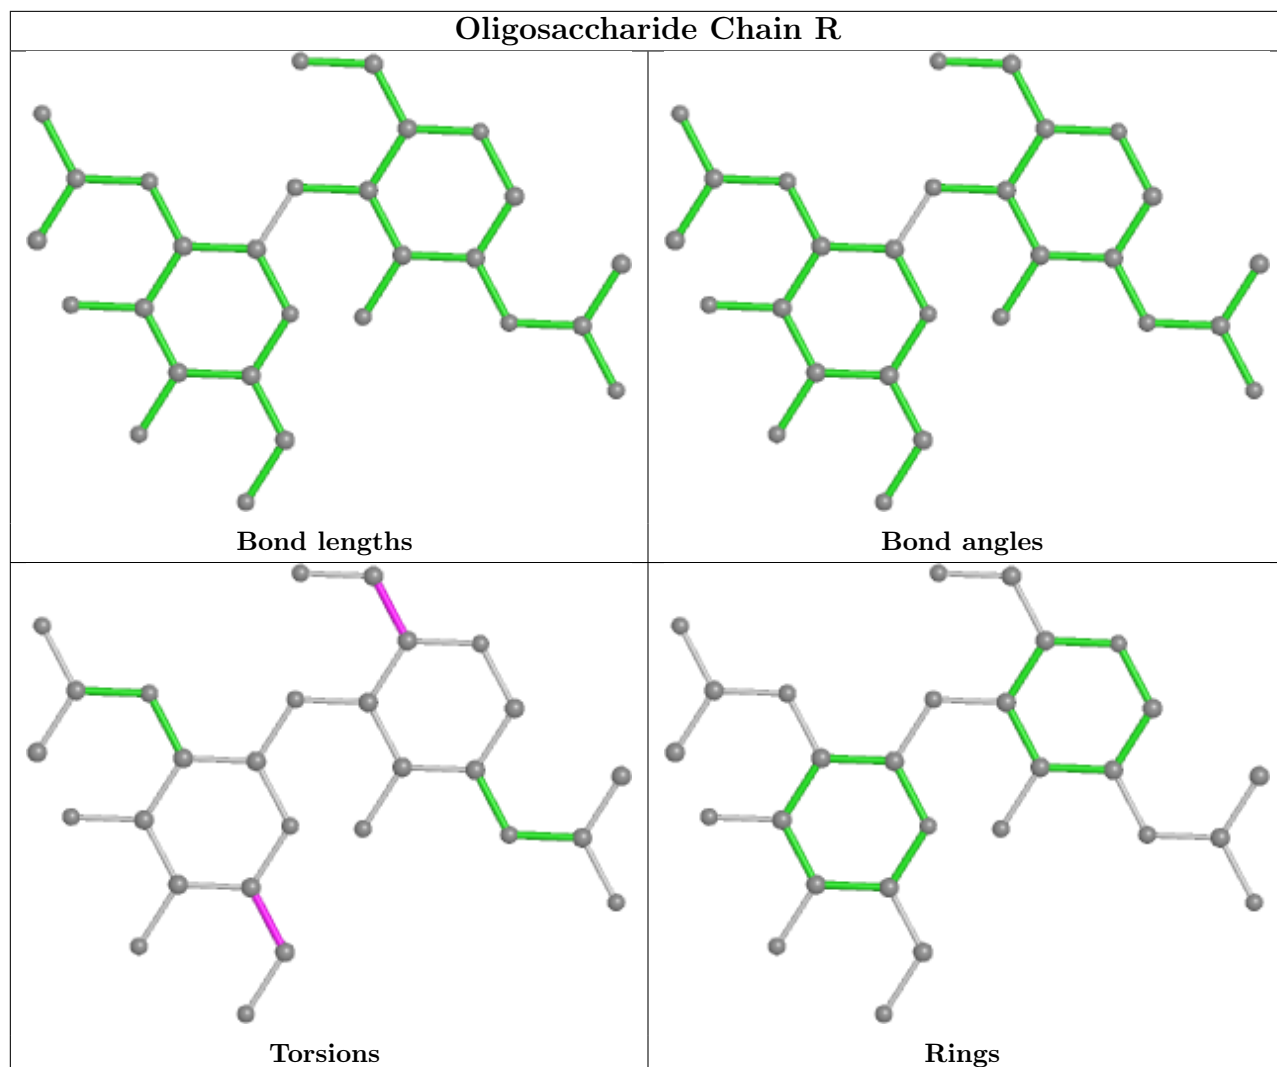 Oligosaccharide Chain R
Bond lengths
Bond angles
Torsions
Rings